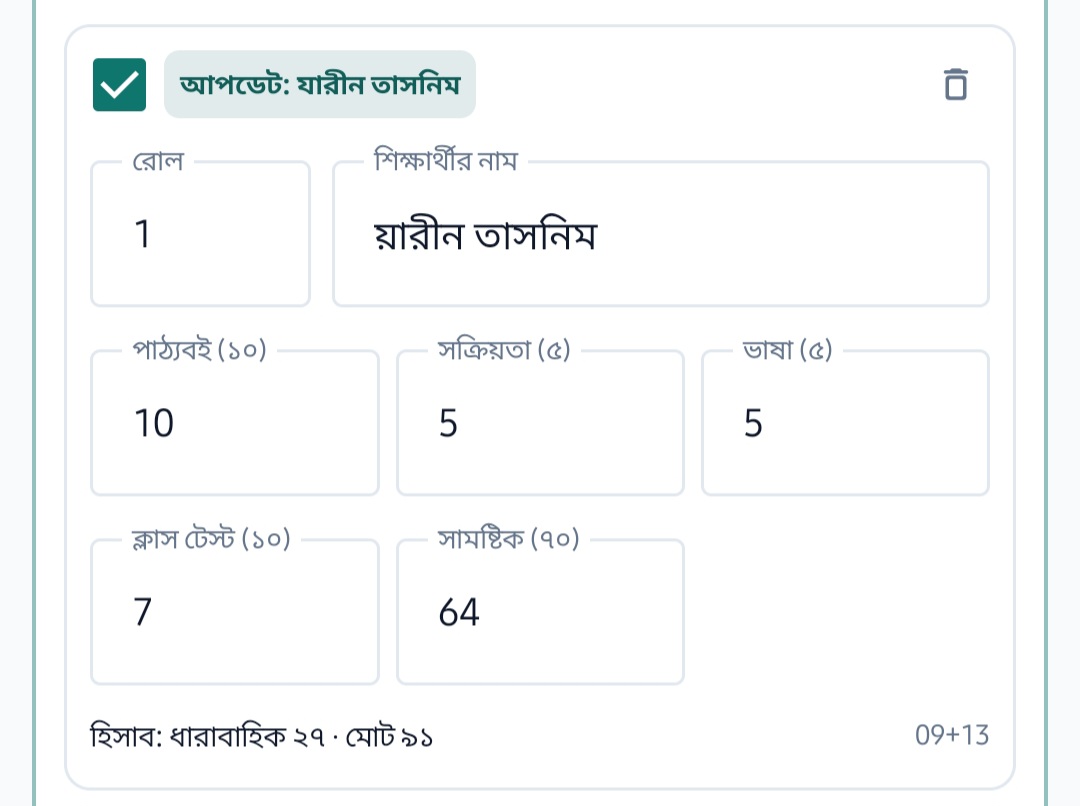 আপডেট: যারীন তাসনিম
রোল
1
শিক্ষার্থীর নাম
য়ারীন তাসনিম
পাঠ্যবই (১০)
10
সক্রিয়তা (৫)
5
ভাষা (৫)
5
ক্লাস টেস্ট (১০)
7
সামষ্টিক (৭০)
64
হিসাব: ধারাবাহিক ২৭ · মোট ৯১
09+13